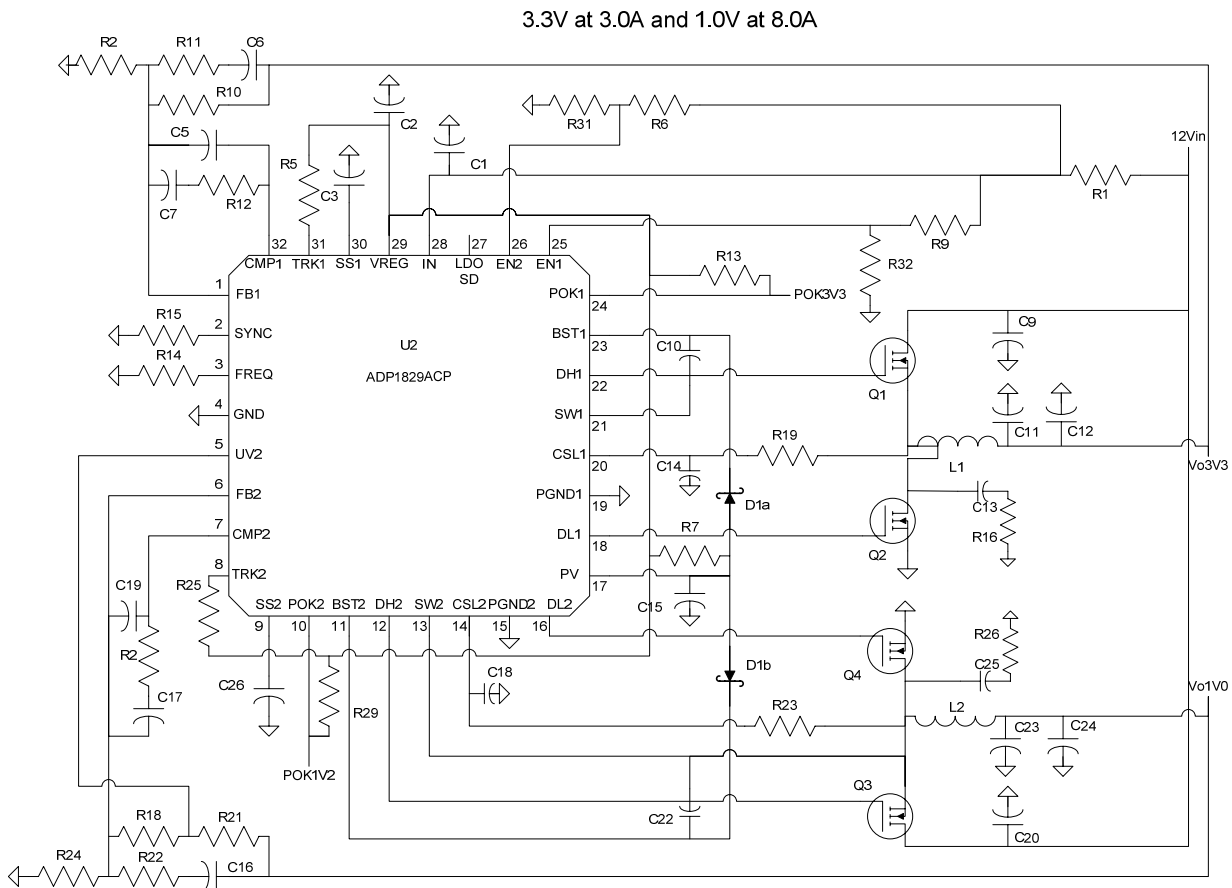 3.3V at 3.0A and 1.0V at 8.0A
R2
R11
C6
R10
C5
R12
C7
C2
R5
C3
C1
R31
R6
12Vin
R1
R9
R32
R13
POK3V3
32
31
30
29
28
27
26
25
CMP1
TRK1
SS1
VREG
IN
LDO
SD
EN2
EN1
1
FB1
2
SYNC
3
FREQ
4
GND
5
UV2
6
FB2
7
CMP2
8
TRK2
R15
R14
U2
ADP1829ACP
POK1
24
BST1
23
DH1
22
SW1
21
CSL1
20
PGND1
19
DL1
18
PV
17
SS2
POK2
BST2
DH2
SW2
CSL2
PGND2
DL2
9
10
11
12
13
14
15
16
C10
C14
R19
D1a
R7
C15
Q1
C9
C11
C12
L1
Vo3V3
Q2
C13
R16
C19
R25
R2
C17
C26
R29
POK1V2
C18
D1b
R23
Q4
R26
C25
L2
Vo1V0
C23
C24
Q3
C22
C20
R18
R21
R24
R22
C16